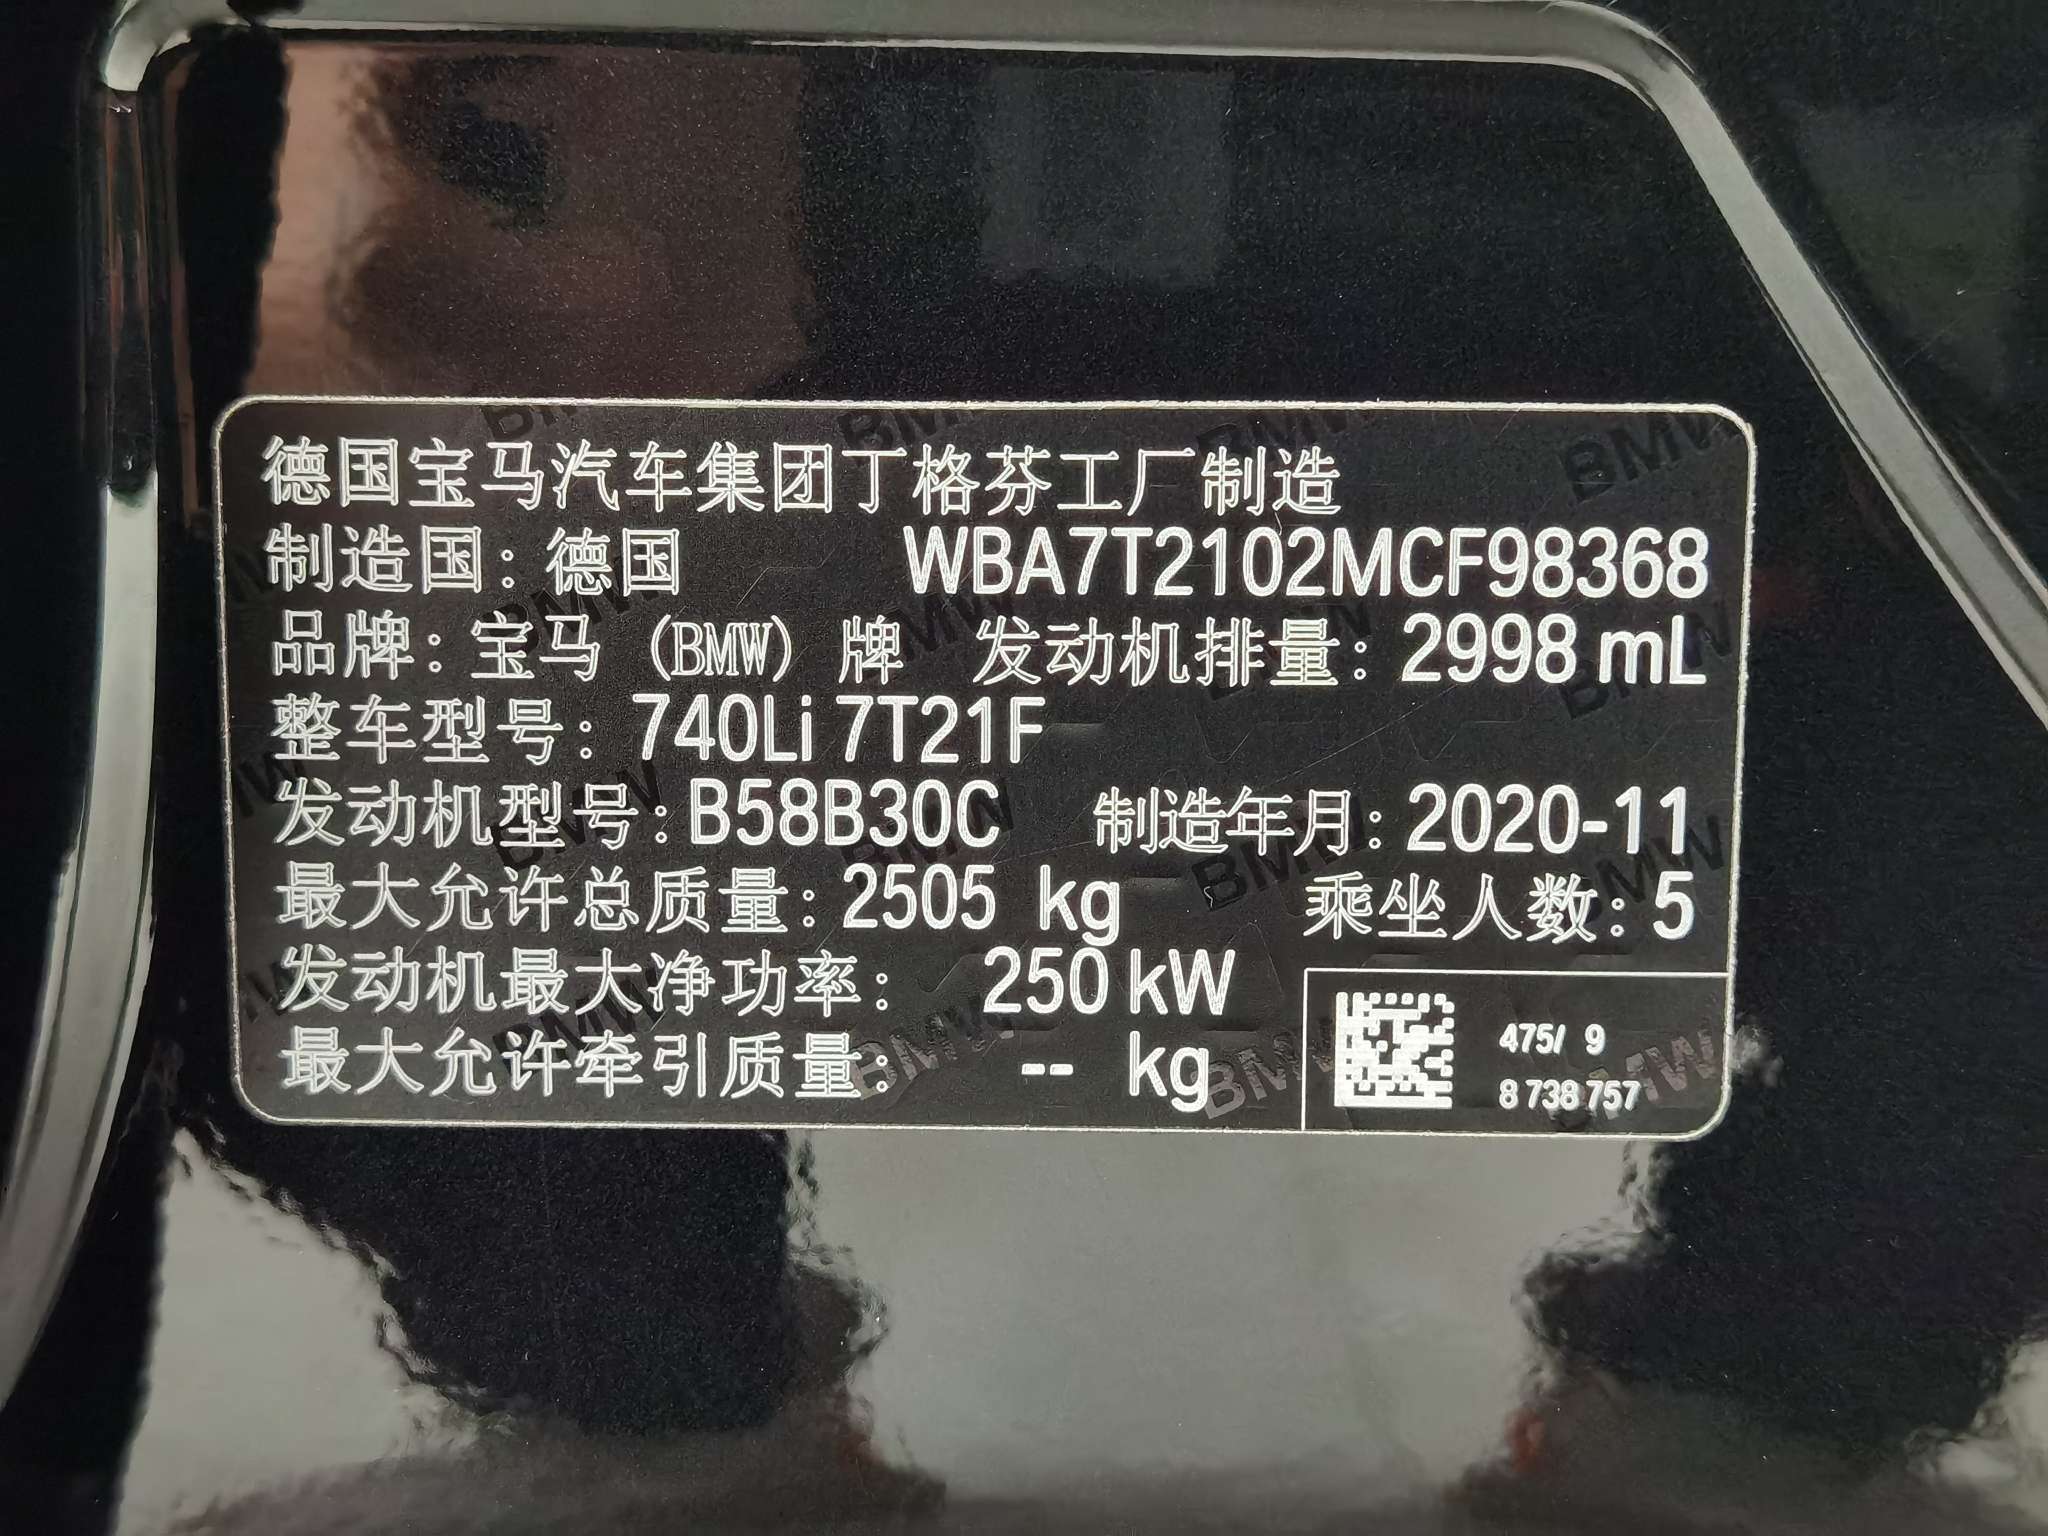 德国宝马汽车集团丁格芬工厂制造
制造国：德国 WBA7T2102MCF98368
品牌：宝马（BMW）牌 发动机排量：2998 mL
整车型号：740Li 7T21F
发动机型号：B58B30C 制造年月：2020-11
最大允许总质量：2505 kg 乘坐人数：5
发动机最大净功率： 250 kW
最大允许牵引质量： -- kg
475/ 9
8 738 757